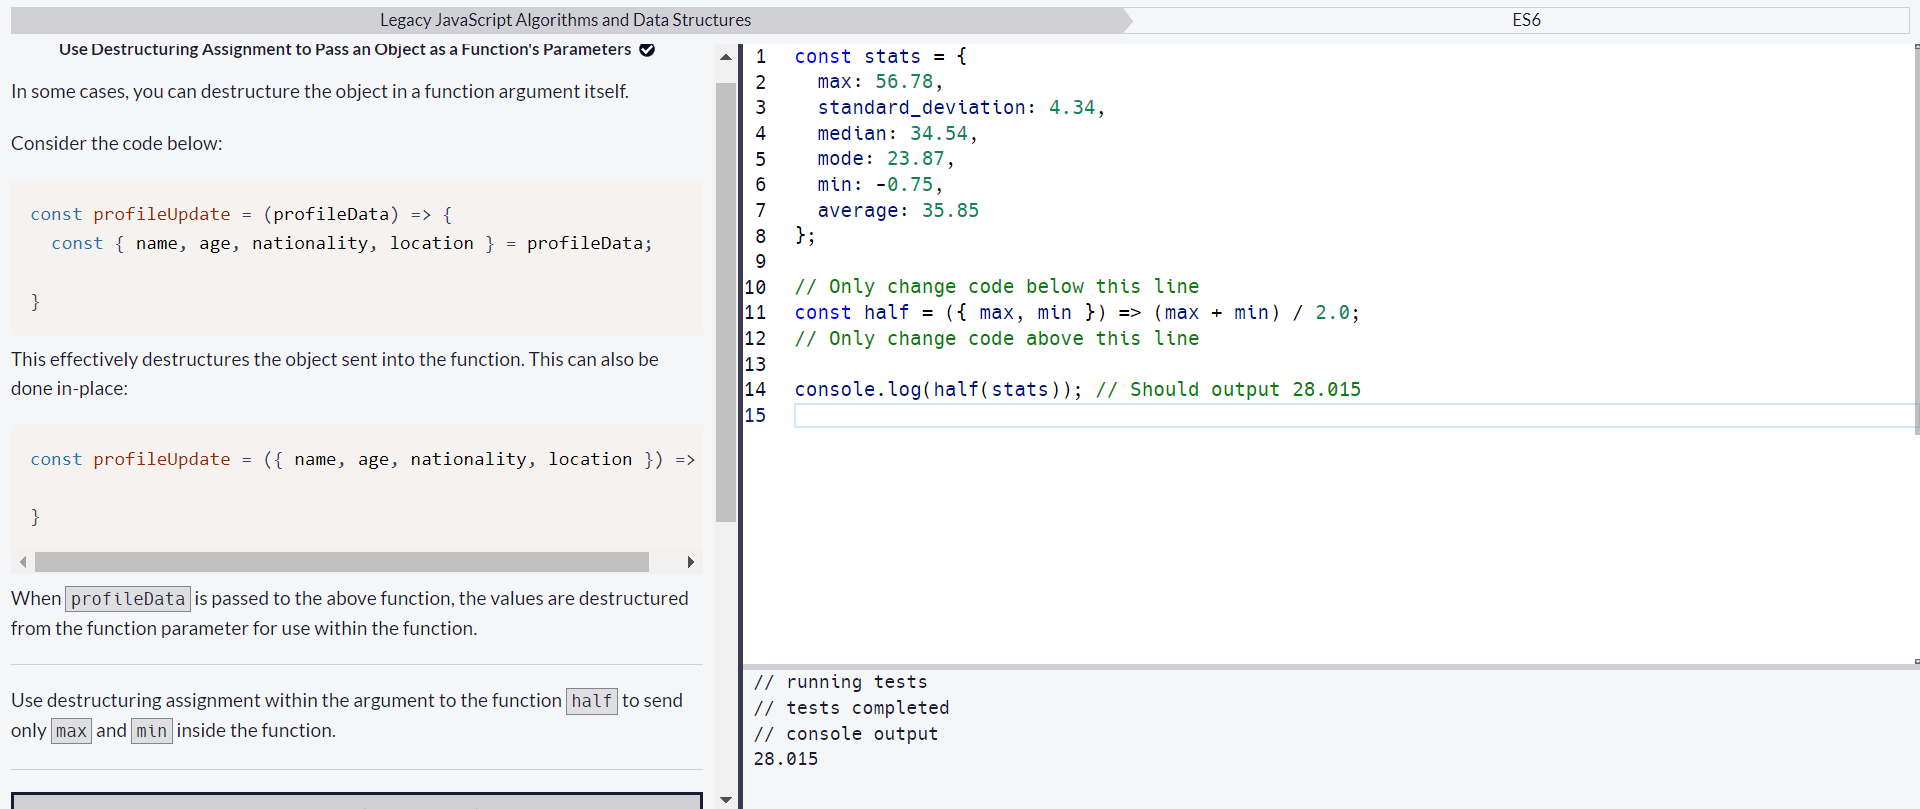 Legacy JavaScript Algorithms and Data Structures
ES6
Use Destructuring Assignment to Pass an Object as a Function's Parameters
In some cases, you can destructure the object in a function argument itself.
Consider the code below:
const profileUpdate = (profileData) => {
  const { name, age, nationality, location } = profileData;
}
This effectively destructures the object sent into the function. This can also be
done in-place:
const profileUpdate = ({ name, age, nationality, location }) =>
}
When profileData is passed to the above function, the values are destructured
from the function parameter for use within the function.
Use destructuring assignment within the argument to the function half to send
only max and min inside the function.
1 const stats = {
2   max: 56.78,
3   standard_deviation: 4.34,
4   median: 34.54,
5   mode: 23.87,
6   min: -0.75,
7   average: 35.85
8 };
9
10 // Only change code below this line
11 const half = ({ max, min }) => (max + min) / 2.0;
12 // Only change code above this line
13
14 console.log(half(stats)); // Should output 28.015
15
// running tests
// tests completed
// console output
28.015